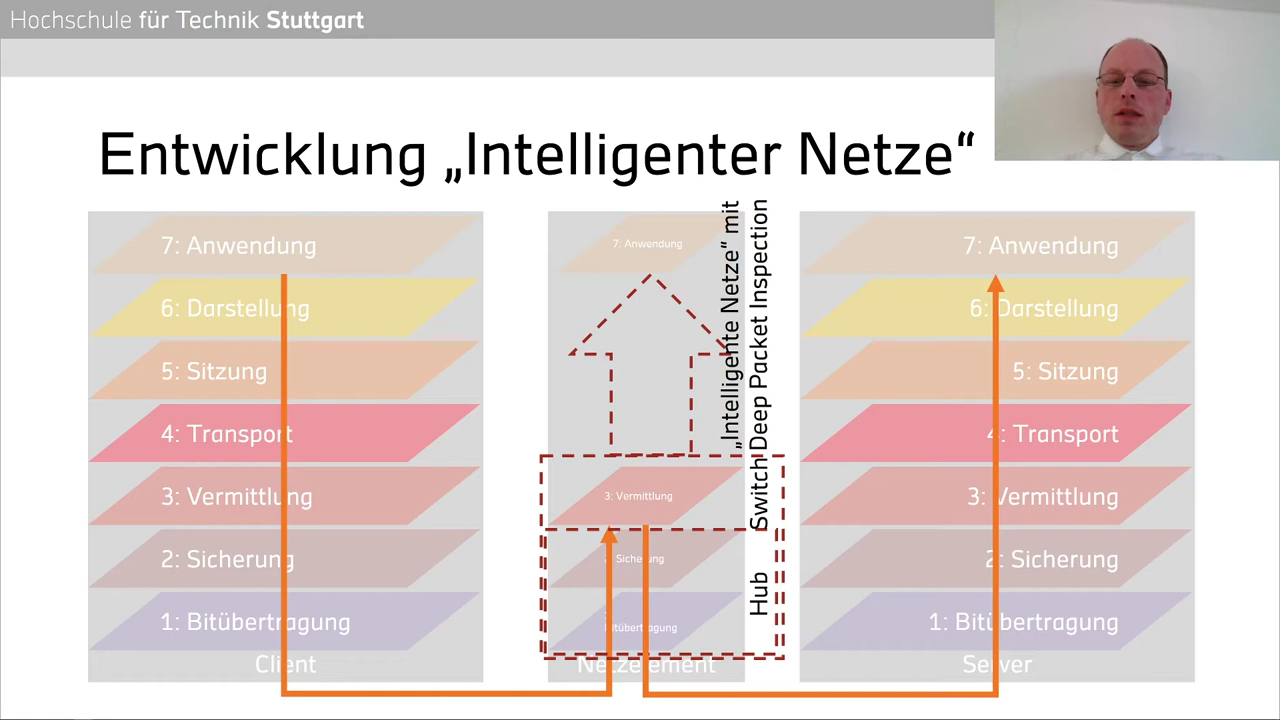 Hochschule für Technik Stuttgart
Entwicklung „Intelligenter Netze“
7: Anwendung
6: Darstellung
5: Sitzung
4: Transport
3: Vermittlung
2: Sicherung
1: Bitübertragung
Client
7: Anwendung
3: Vermittlung
Sicherung
Bitübertragung
Netzelement
„Intelligente Netze“ mit
Deep Packet Inspection
Switch
Hub
7: Anwendung
6: Darstellung
5: Sitzung
4: Transport
3: Vermittlung
2: Sicherung
1: Bitübertragung
Server